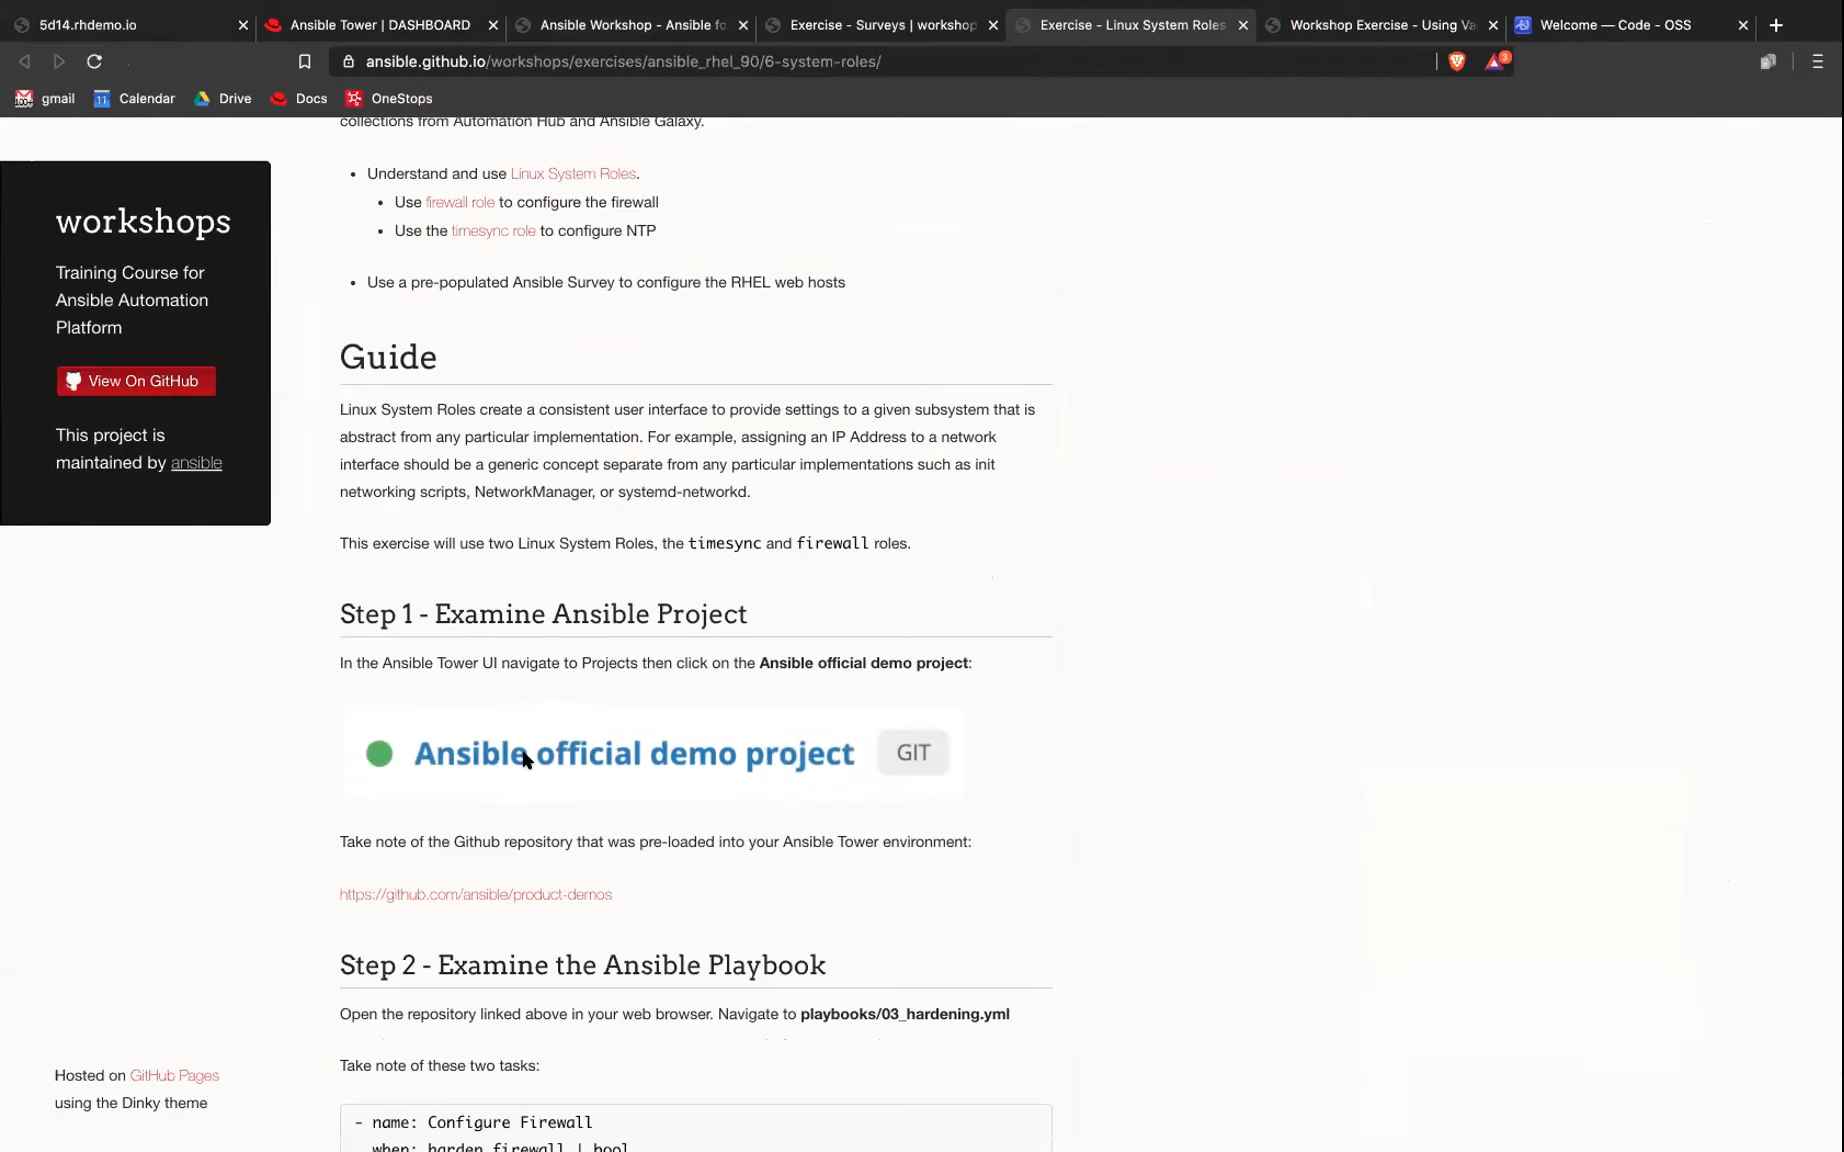 5d14.rhdemo.io
Ansible Tower | DASHBOARD
Ansible Workshop - Ansible fo
Exercise - Surveys | workshop
Exercise - Linux System Roles
Workshop Exercise - Using Va
Welcome — Code - OSS
ansible.github.io/workshops/exercises/ansible_rhel_90/6-system-roles/
3
gmail
Calendar
Drive
Docs
OneStops
collections from Automation Hub and Ansible Galaxy.
• Understand and use Linux System Roles.
• Use firewall role to configure the firewall
• Use the timesync role to configure NTP
• Use a pre-populated Ansible Survey to configure the RHEL web hosts
workshops
Training Course for
Ansible Automation
Platform
View On GitHub
This project is
maintained by ansible
Guide
Linux System Roles create a consistent user interface to provide settings to a given subsystem that is
abstract from any particular implementation. For example, assigning an IP Address to a network
interface should be a generic concept separate from any particular implementations such as init
networking scripts, NetworkManager, or systemd-networkd.
This exercise will use two Linux System Roles, the timesync and firewall roles.
Step 1 - Examine Ansible Project
In the Ansible Tower UI navigate to Projects then click on the Ansible official demo project:
Ansible official demo project GIT
Take note of the Github repository that was pre-loaded into your Ansible Tower environment:
https://github.com/ansible/product-demos
Step 2 - Examine the Ansible Playbook
Open the repository linked above in your web browser. Navigate to playbooks/03_hardening.yml
Take note of these two tasks:
- name: Configure Firewall
when: harden_firewall | bool
Hosted on GitHub Pages
using the Dinky theme